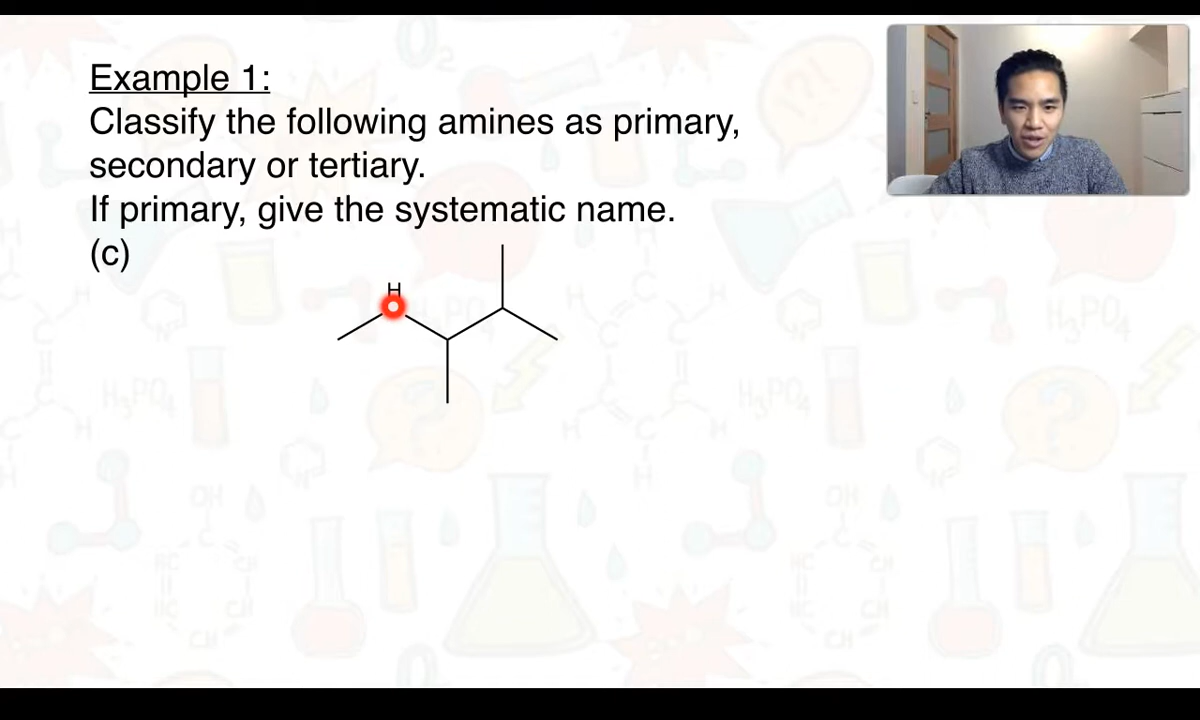 Example 1:
Classify the following amines as primary,
secondary or tertiary.
If primary, give the systematic name.
(c)
H